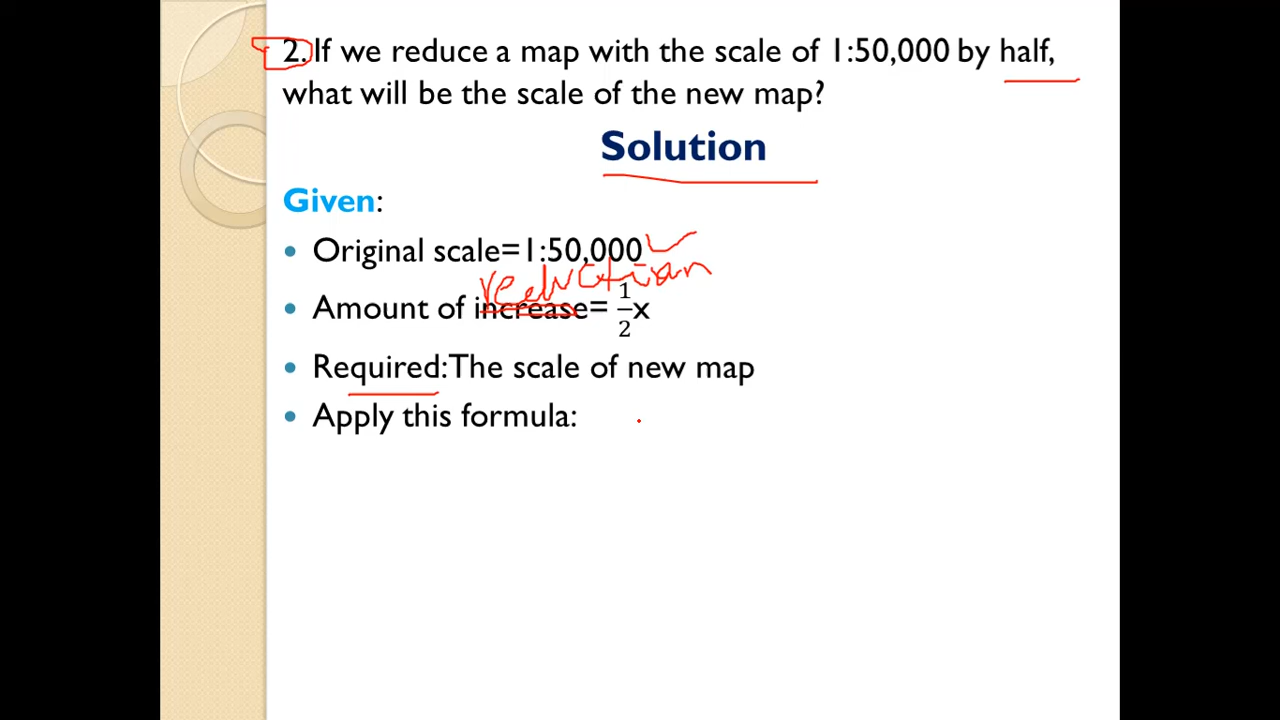 2. If we reduce a map with the scale of 1:50,000 by half,
what will be the scale of the new map?
Solution
Given:
• Original scale=1:50,000
reduction
• Amount of increase= 1/2x
• Required:The scale of new map
• Apply this formula: